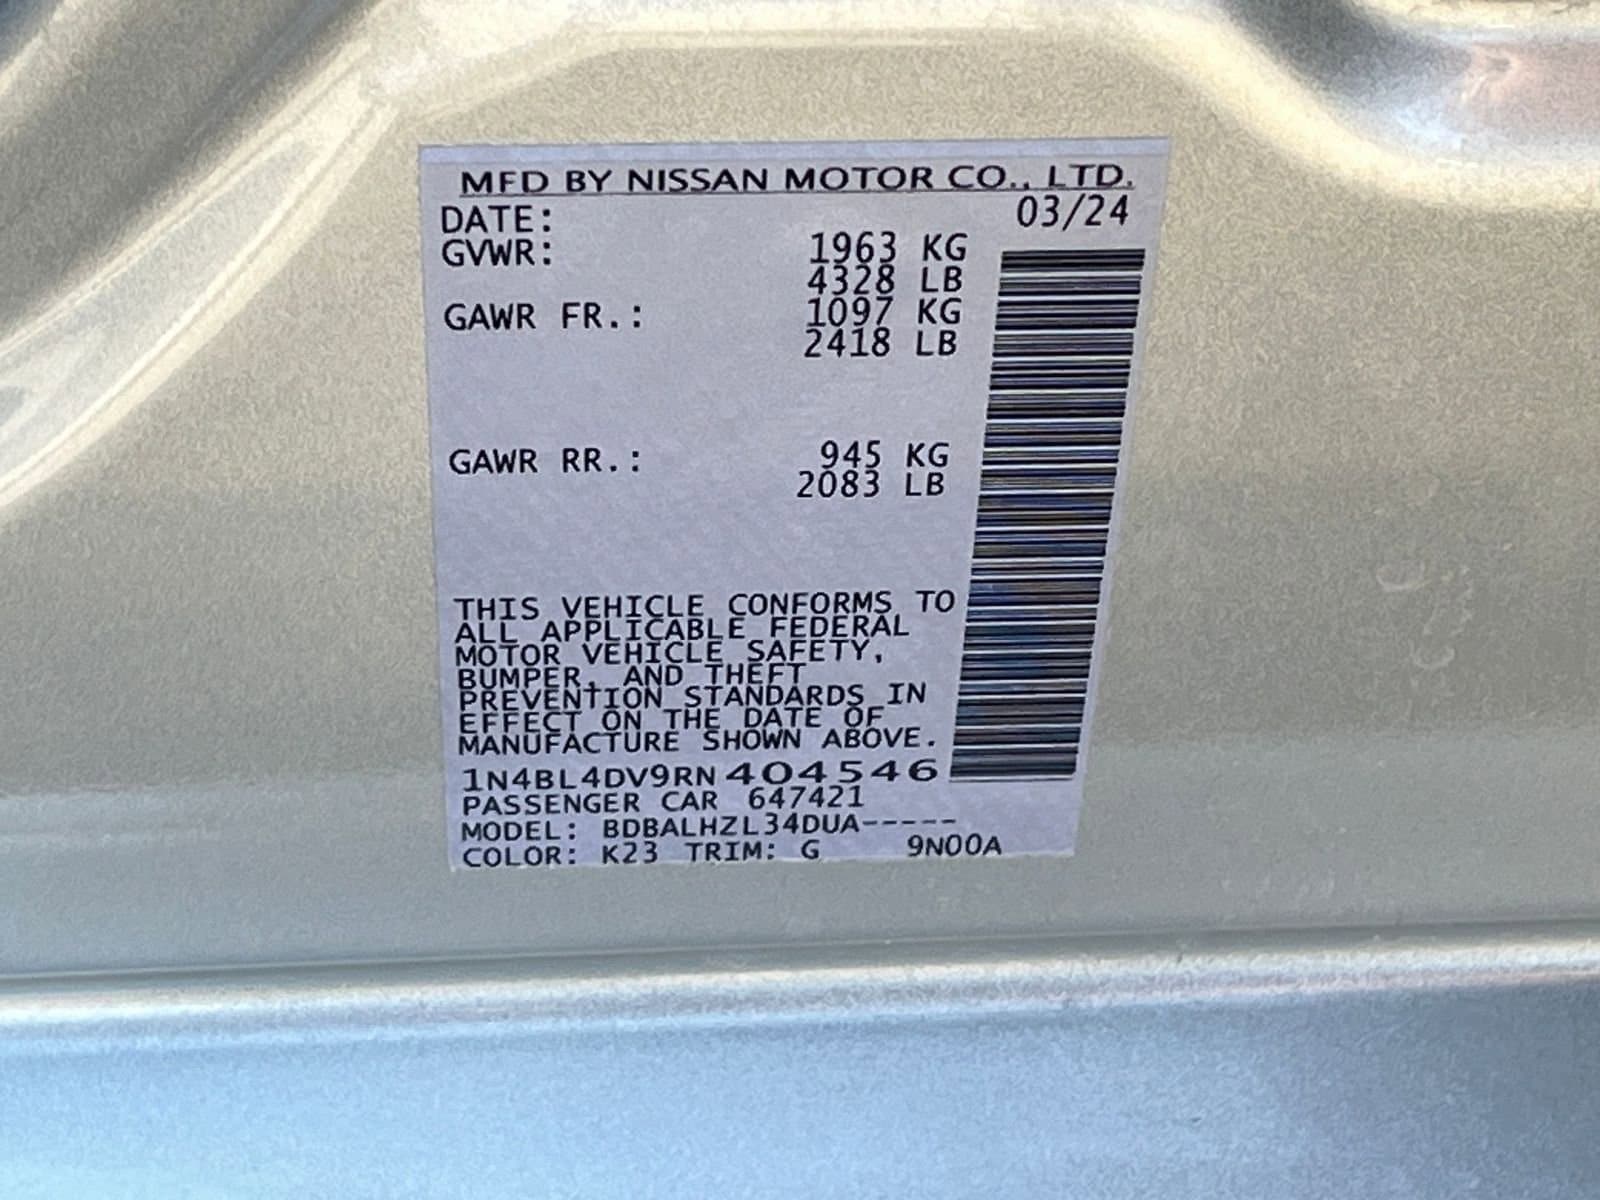 MFD BY NISSAN MOTOR CO., LTD.
DATE: 03/24
GVWR: 1963 KG
4328 LB
GAWR FR.: 1097 KG
2418 LB
GAWR RR.: 945 KG
2083 LB
THIS VEHICLE CONFORMS TO
ALL APPLICABLE FEDERAL
MOTOR VEHICLE SAFETY,
BUMPER, AND THEFT
PREVENTION STANDARDS IN
EFFECT ON THE DATE OF
MANUFACTURE SHOWN ABOVE.
1N4BL4DV9RN404546
PASSENGER CAR 647421
MODEL: BDBALHZL34DUA-----
COLOR: K23 TRIM: G 9N00A